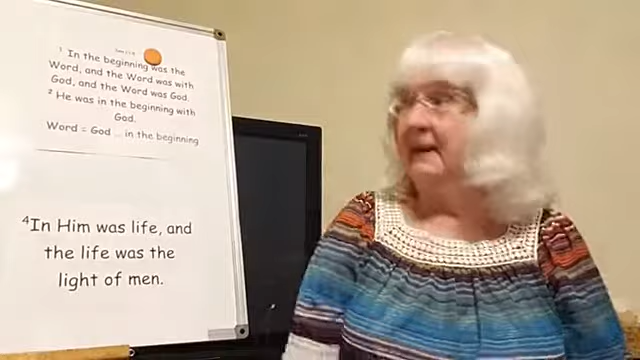 1 In the beginning was the
Word, and the Word was with
God, and the Word was God.
2 He was in the beginning with
God.
Word = God ... in the beginning
4In Him was life, and
the life was the
light of men.